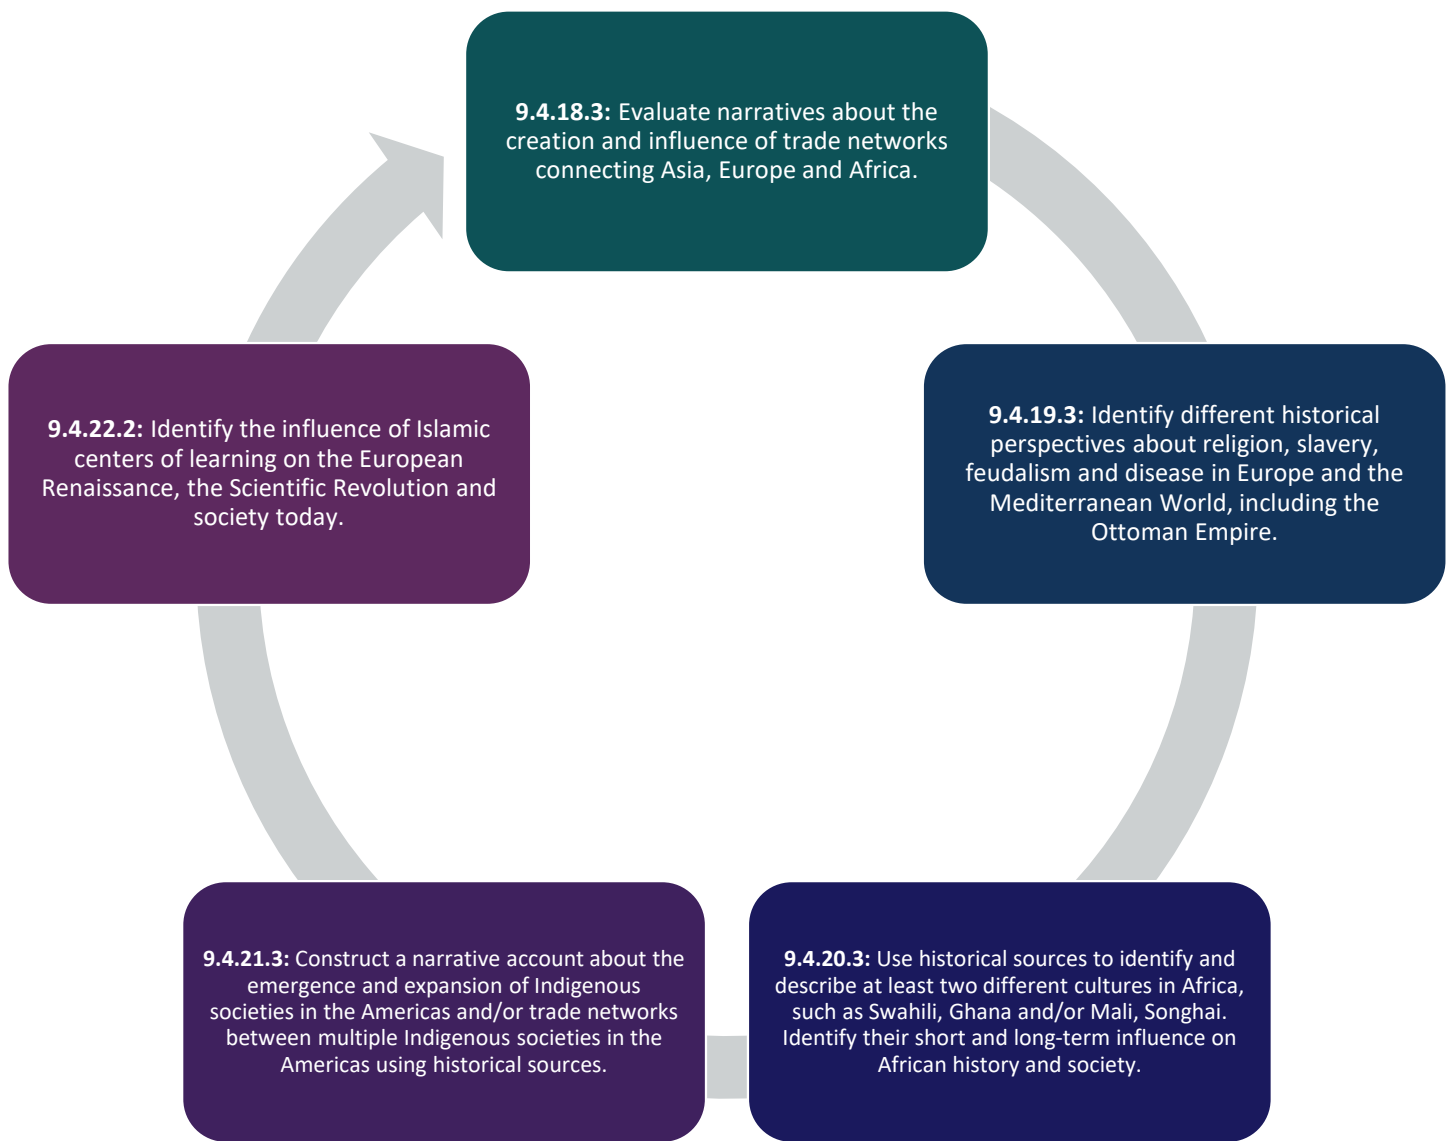 9.4.18.3: Evaluate narratives about the
creation and influence of trade networks
connecting Asia, Europe and Africa.
9.4.19.3: Identify different historical
perspectives about religion, slavery,
feudalism and disease in Europe and the
Mediterranean World, including the
Ottoman Empire.
9.4.20.3: Use historical sources to identify and
describe at least two different cultures in Africa,
such as Swahili, Ghana and/or Mali, Songhai.
Identify their short and long-term influence on
African history and society.
9.4.21.3: Construct a narrative account about the
emergence and expansion of Indigenous
societies in the Americas and/or trade networks
between multiple Indigenous societies in the
Americas using historical sources.
9.4.22.2: Identify the influence of Islamic
centers of learning on the European
Renaissance, the Scientific Revolution and
society today.